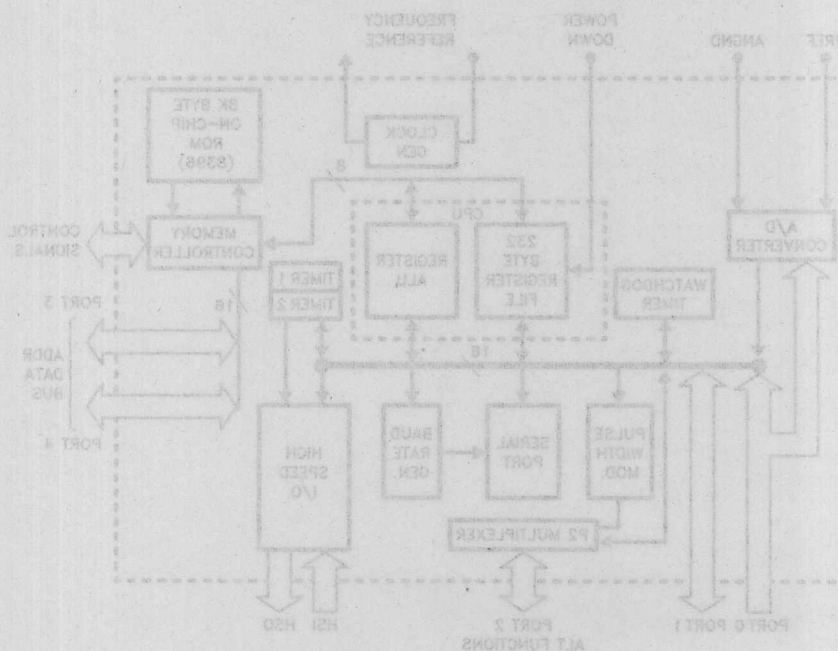 VREF
ANGND
POWER
DOWN
FREQUENCY
REFERENCE
A/D
CONVERTER
CPU
232
BYTE
REGISTER
FILE
REGISTER
ALU
CLOCK
GEN
8
8K BYTE
ON-CHIP
ROM
(8396)
MEMORY
CONTROLLER
CONTROL
SIGNALS
WATCHDOG
TIMER
TIMER 1
TIMER 2
16
16
PORT 3
ADDR
DATA
BUS
PORT 4
PULSE
WIDTH
MOD.
SERIAL
PORT
BAUD
RATE
GEN.
HIGH
SPEED
I/O
P2 MULTIPLEXER
PORT 0
PORT 1
PORT 2
ALT FUNCTIONS
HSI
HSO